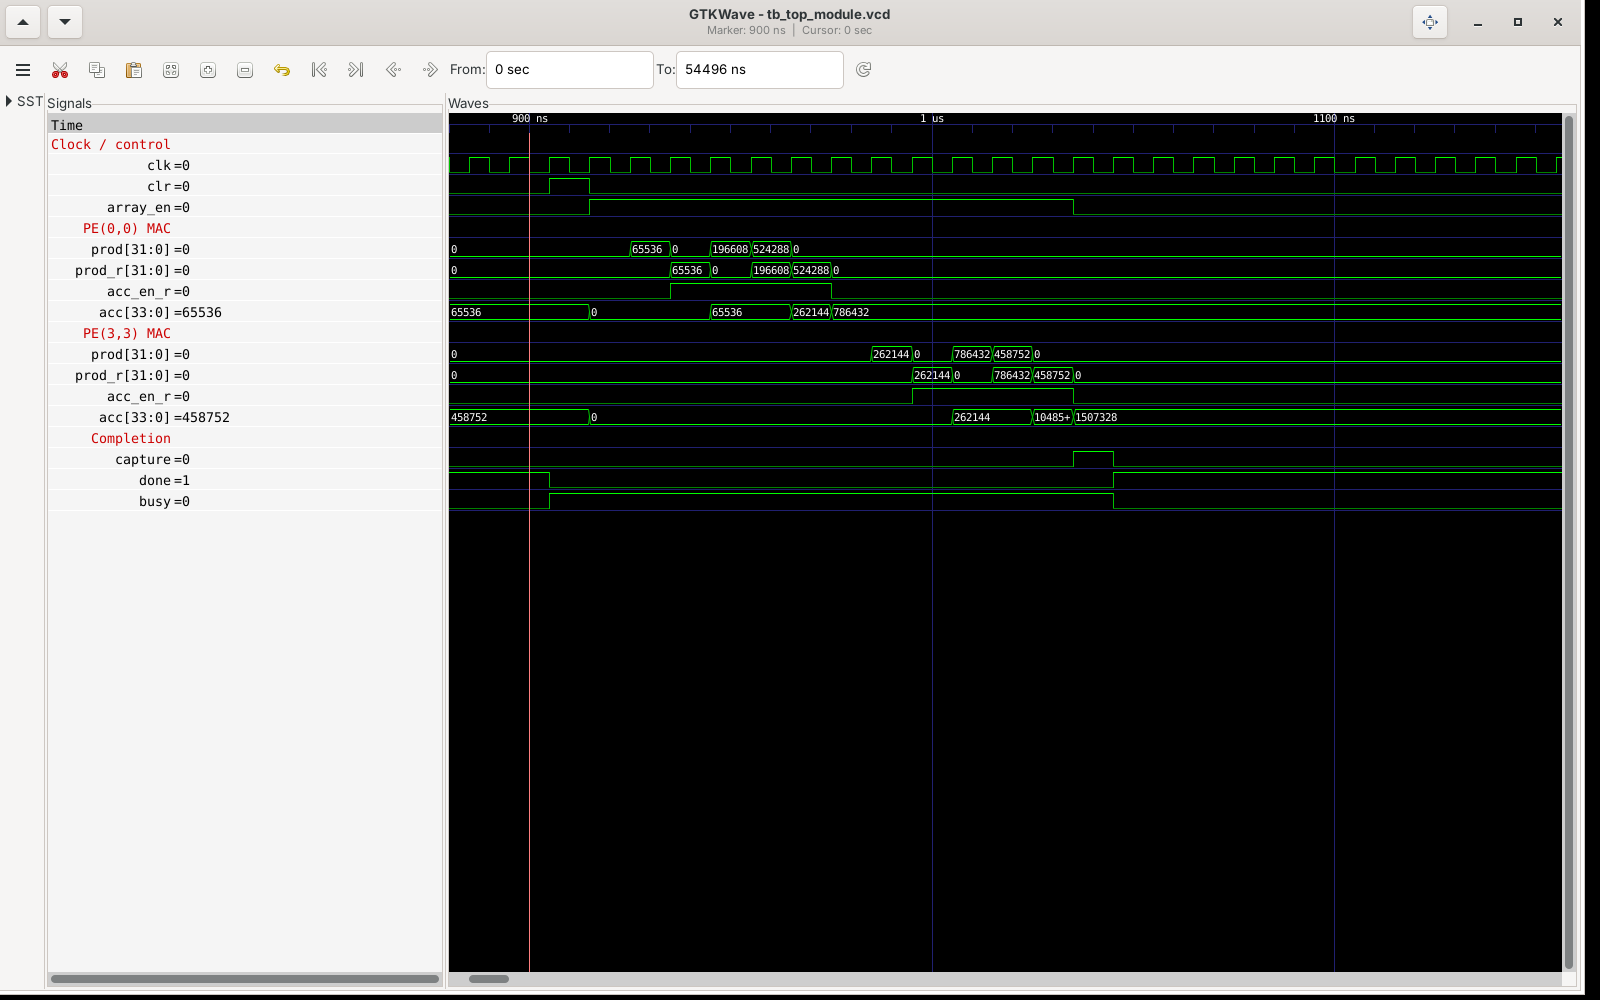 GTKWave - tb_top_module.vcd
Marker: 900 ns | Cursor: 0 sec
From: 0 sec To: 54496 ns
SST
Signals
Waves
Time
900 ns 1 us 1100 ns
Clock / control
clk =0
clr =0
array_en =0
PE(0,0) MAC
prod[31:0] =0
0 65536 0 196608 524288 0
prod_r[31:0] =0
0 65536 0 196608 524288 0
acc_en_r =0
acc[33:0] =65536
65536 0 65536 262144 786432
PE(3,3) MAC
prod[31:0] =0
0 262144 0 786432 458752 0
prod_r[31:0] =0
0 262144 0 786432 458752 0
acc_en_r =0
acc[33:0] =458752
458752 0 262144 10485+ 1507328
Completion
capture =0
done =1
busy =0